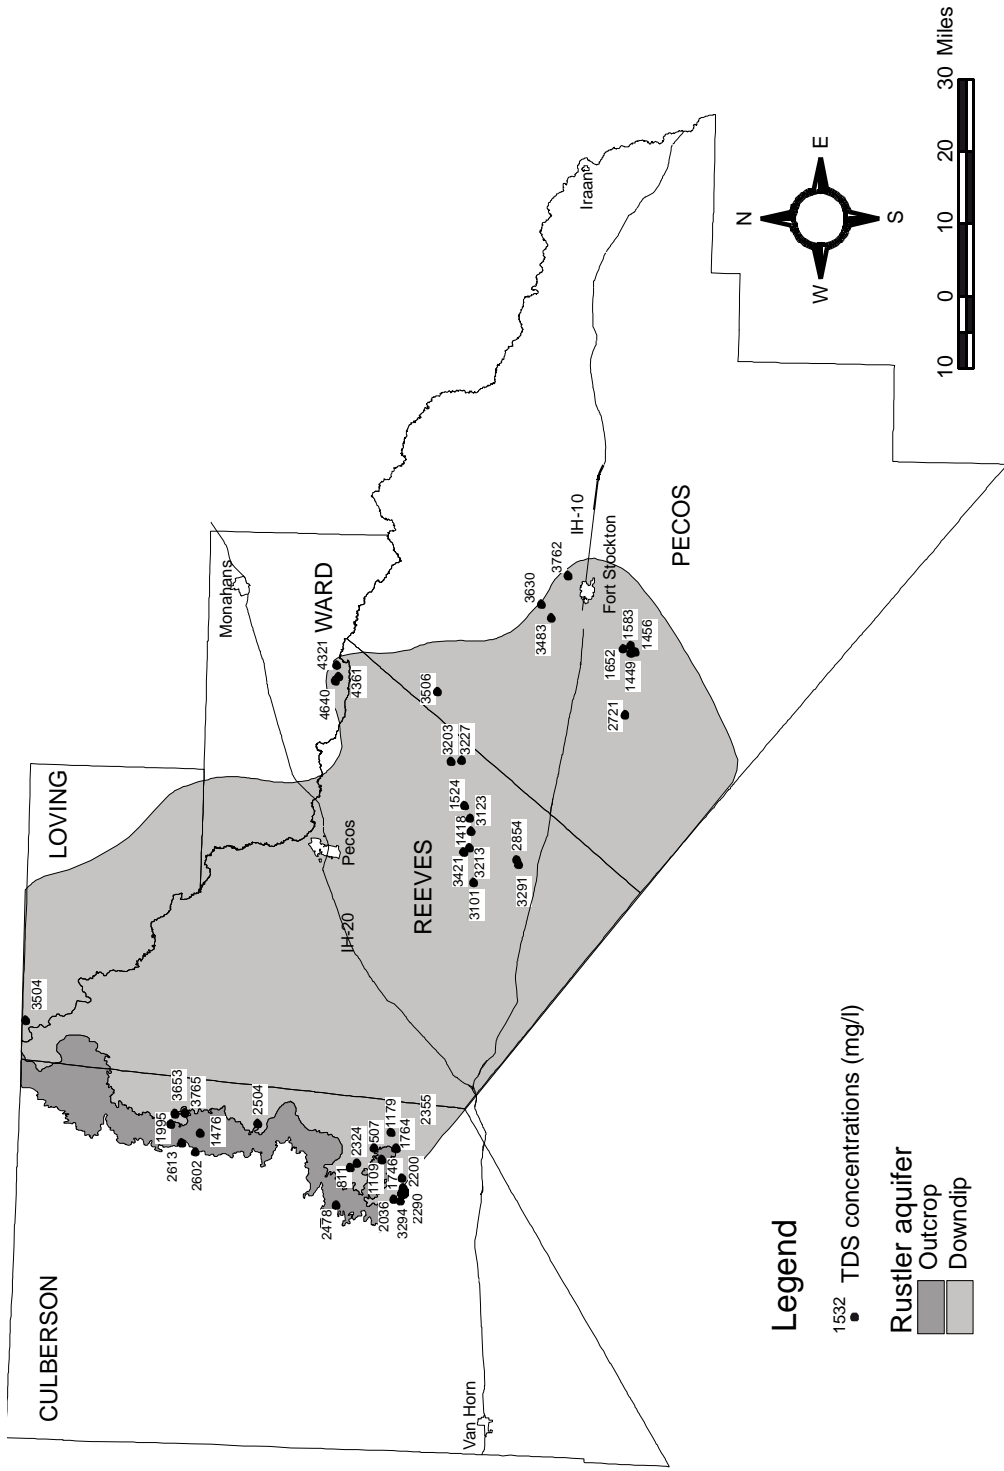 CULBERSON
LOVING
WARD
REEVES
PECOS
Van Horn
Pecos
Monahans
Fort Stockton
Iraan
IH-20
IH-10
3504
1995
3653
3765
2613
2602
1476
2504
2478
811
2324
507
1109
1179
1764
1746
2355
2036
3294
2200
2290
4321
4640
4361
3506
3203
3227
1524
3123
1418
3421
3213
3101
2854
3291
3630
3483
3762
1652
1583
1449
1456
2721
N
W
E
S
10 0 10 20 30 Miles
Legend
1532 TDS concentrations (mg/l)
Rustler aquifer
Outcrop
Downdip